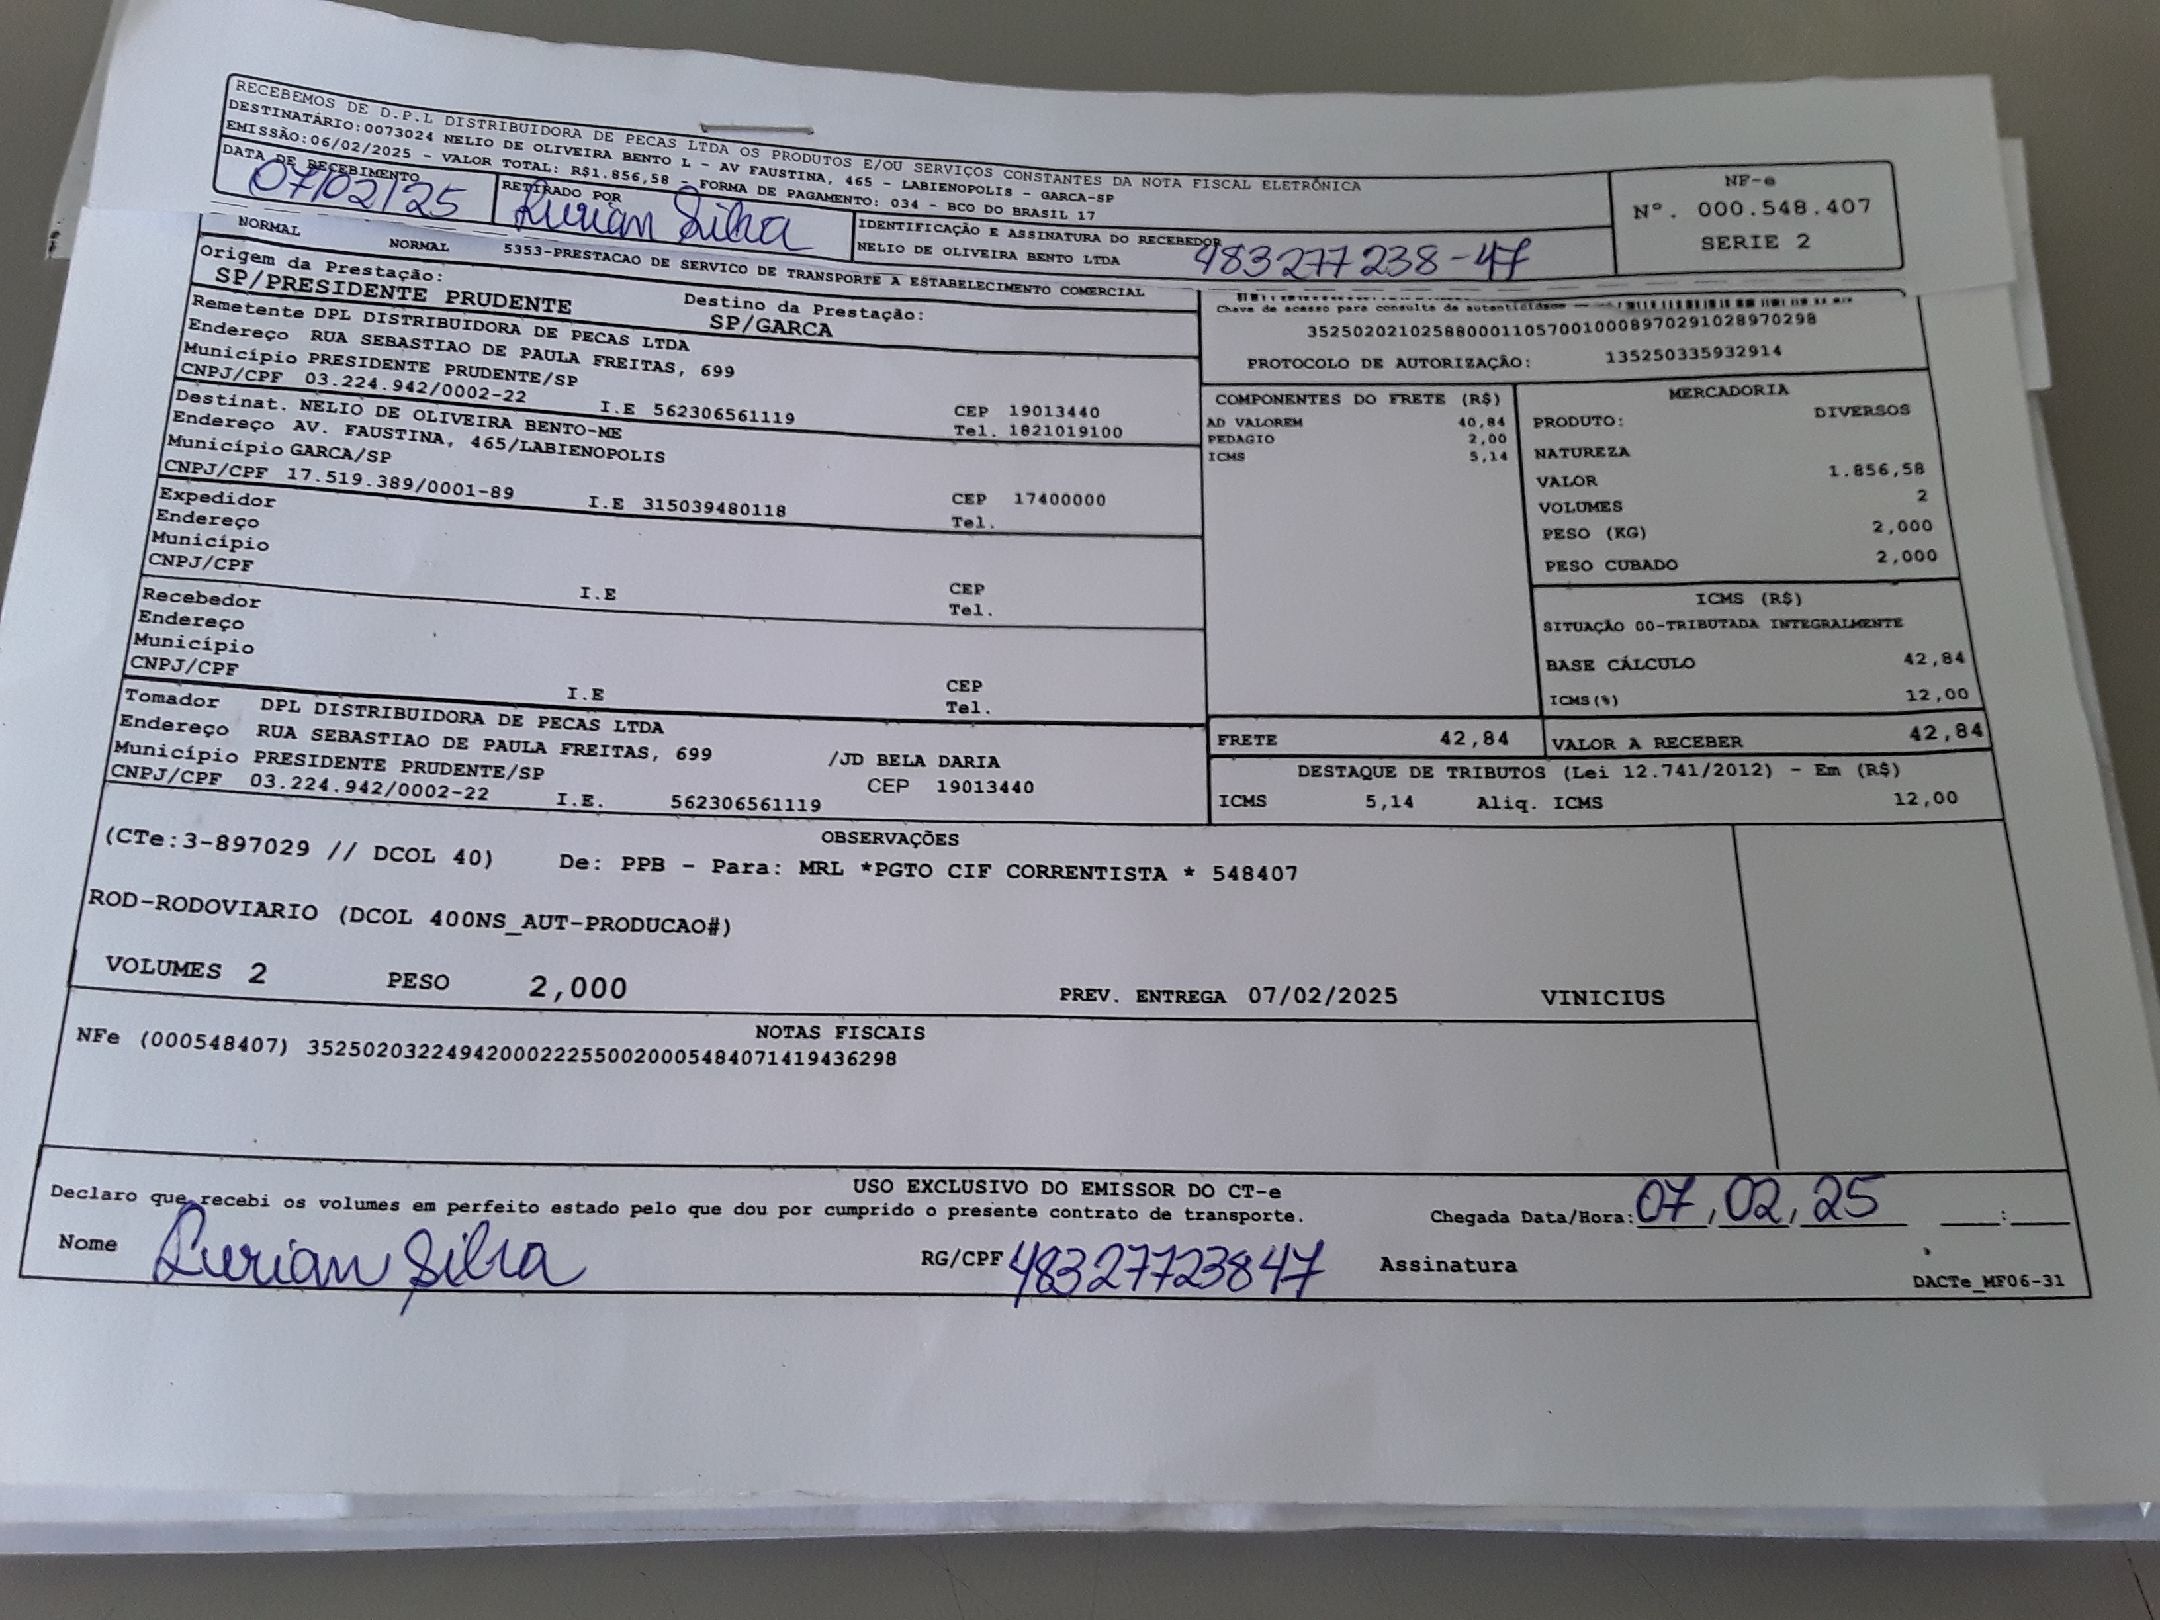 RECEBEMOS DE D.P.L DISTRIBUIDORA DE PECAS LTDA OS PRODUTOS E/OU SERVIÇOS CONSTANTES DA NOTA FISCAL ELETRÔNICA
DESTINATÁRIO:0073024 NELIO DE OLIVEIRA BENTO L - AV FAUSTINA, 465 - LABIENOPOLIS - GARCA-SP
EMISSÃO:06/02/2025 - VALOR TOTAL: R$1.856,58 - FORMA DE PAGAMENTO: 034 - BCO DO BRASIL 17
NF-e
Nº. 000.548.407
SERIE 2
DATA DE RECEBIMENTO
07/02/25
RETIRADO POR
Silva
IDENTIFICAÇÃO E ASSINATURA DO RECEBEDOR
NELIO DE OLIVEIRA BENTO LTDA
483277238-47
NORMAL NORMAL 5353-PRESTACAO DE SERVICO DE TRANSPORTE A ESTABELECIMENTO COMERCIAL
Origem da Prestação: Destino da Prestação:
SP/PRESIDENTE PRUDENTE SP/GARCA
Remetente DPL DISTRIBUIDORA DE PECAS LTDA
Endereço RUA SEBASTIAO DE PAULA FREITAS, 699
Município PRESIDENTE PRUDENTE/SP CEP 19013440
CNPJ/CPF 03.224.942/0002-22 I.E 562306561119 Tel. 1821019100
Destinat. NELIO DE OLIVEIRA BENTO-ME
Endereço AV. FAUSTINA, 465/LABIENOPOLIS
Município GARCA/SP CEP 17400000
CNPJ/CPF 17.519.389/0001-89 I.E 315039480118 Tel.
Expedidor
Endereço
Município CEP
CNPJ/CPF I.E Tel.
Recebedor
Endereço
Município CEP
CNPJ/CPF I.E Tel.
Tomador DPL DISTRIBUIDORA DE PECAS LTDA
Endereço RUA SEBASTIAO DE PAULA FREITAS, 699 /JD BELA DARIA
Município PRESIDENTE PRUDENTE/SP CEP 19013440
CNPJ/CPF 03.224.942/0002-22 I.E. 562306561119
Chave de acesso para consulta de autenticidade
35250202102588000110570010008970291028970298
PROTOCOLO DE AUTORIZAÇÃO: 135250335932914
COMPONENTES DO FRETE (R$)
AD VALOREM 40,84
PEDAGIO 2,00
ICMS 5,14
MERCADORIA
PRODUTO: DIVERSOS
NATUREZA
VALOR 1.856,58
VOLUMES 2
PESO (KG) 2,000
PESO CUBADO 2,000
ICMS (R$)
SITUAÇÃO 00-TRIBUTADA INTEGRALMENTE
BASE CÁLCULO 42,84
ICMS(%) 12,00
FRETE 42,84 VALOR A RECEBER 42,84
DESTAQUE DE TRIBUTOS (Lei 12.741/2012) - Em (R$)
ICMS 5,14 Aliq. ICMS 12,00
OBSERVAÇÕES
(CTe:3-897029 // DCOL 40) De: PPB - Para: MRL *PGTO CIF CORRENTISTA * 548407
ROD-RODOVIARIO (DCOL 400NS_AUT-PRODUCAO#)
VOLUMES 2 PESO 2,000 PREV. ENTREGA 07/02/2025 VINICIUS
NOTAS FISCAIS
NFe (000548407) 35250203224942000222550020005484071419436298
USO EXCLUSIVO DO EMISSOR DO CT-e
Declaro que recebi os volumes em perfeito estado pelo que dou por cumprido o presente contrato de transporte.
Chegada Data/Hora: 07,02,25 :
Nome Silva RG/CPF 48327723847 Assinatura
DACTe_MF06-31